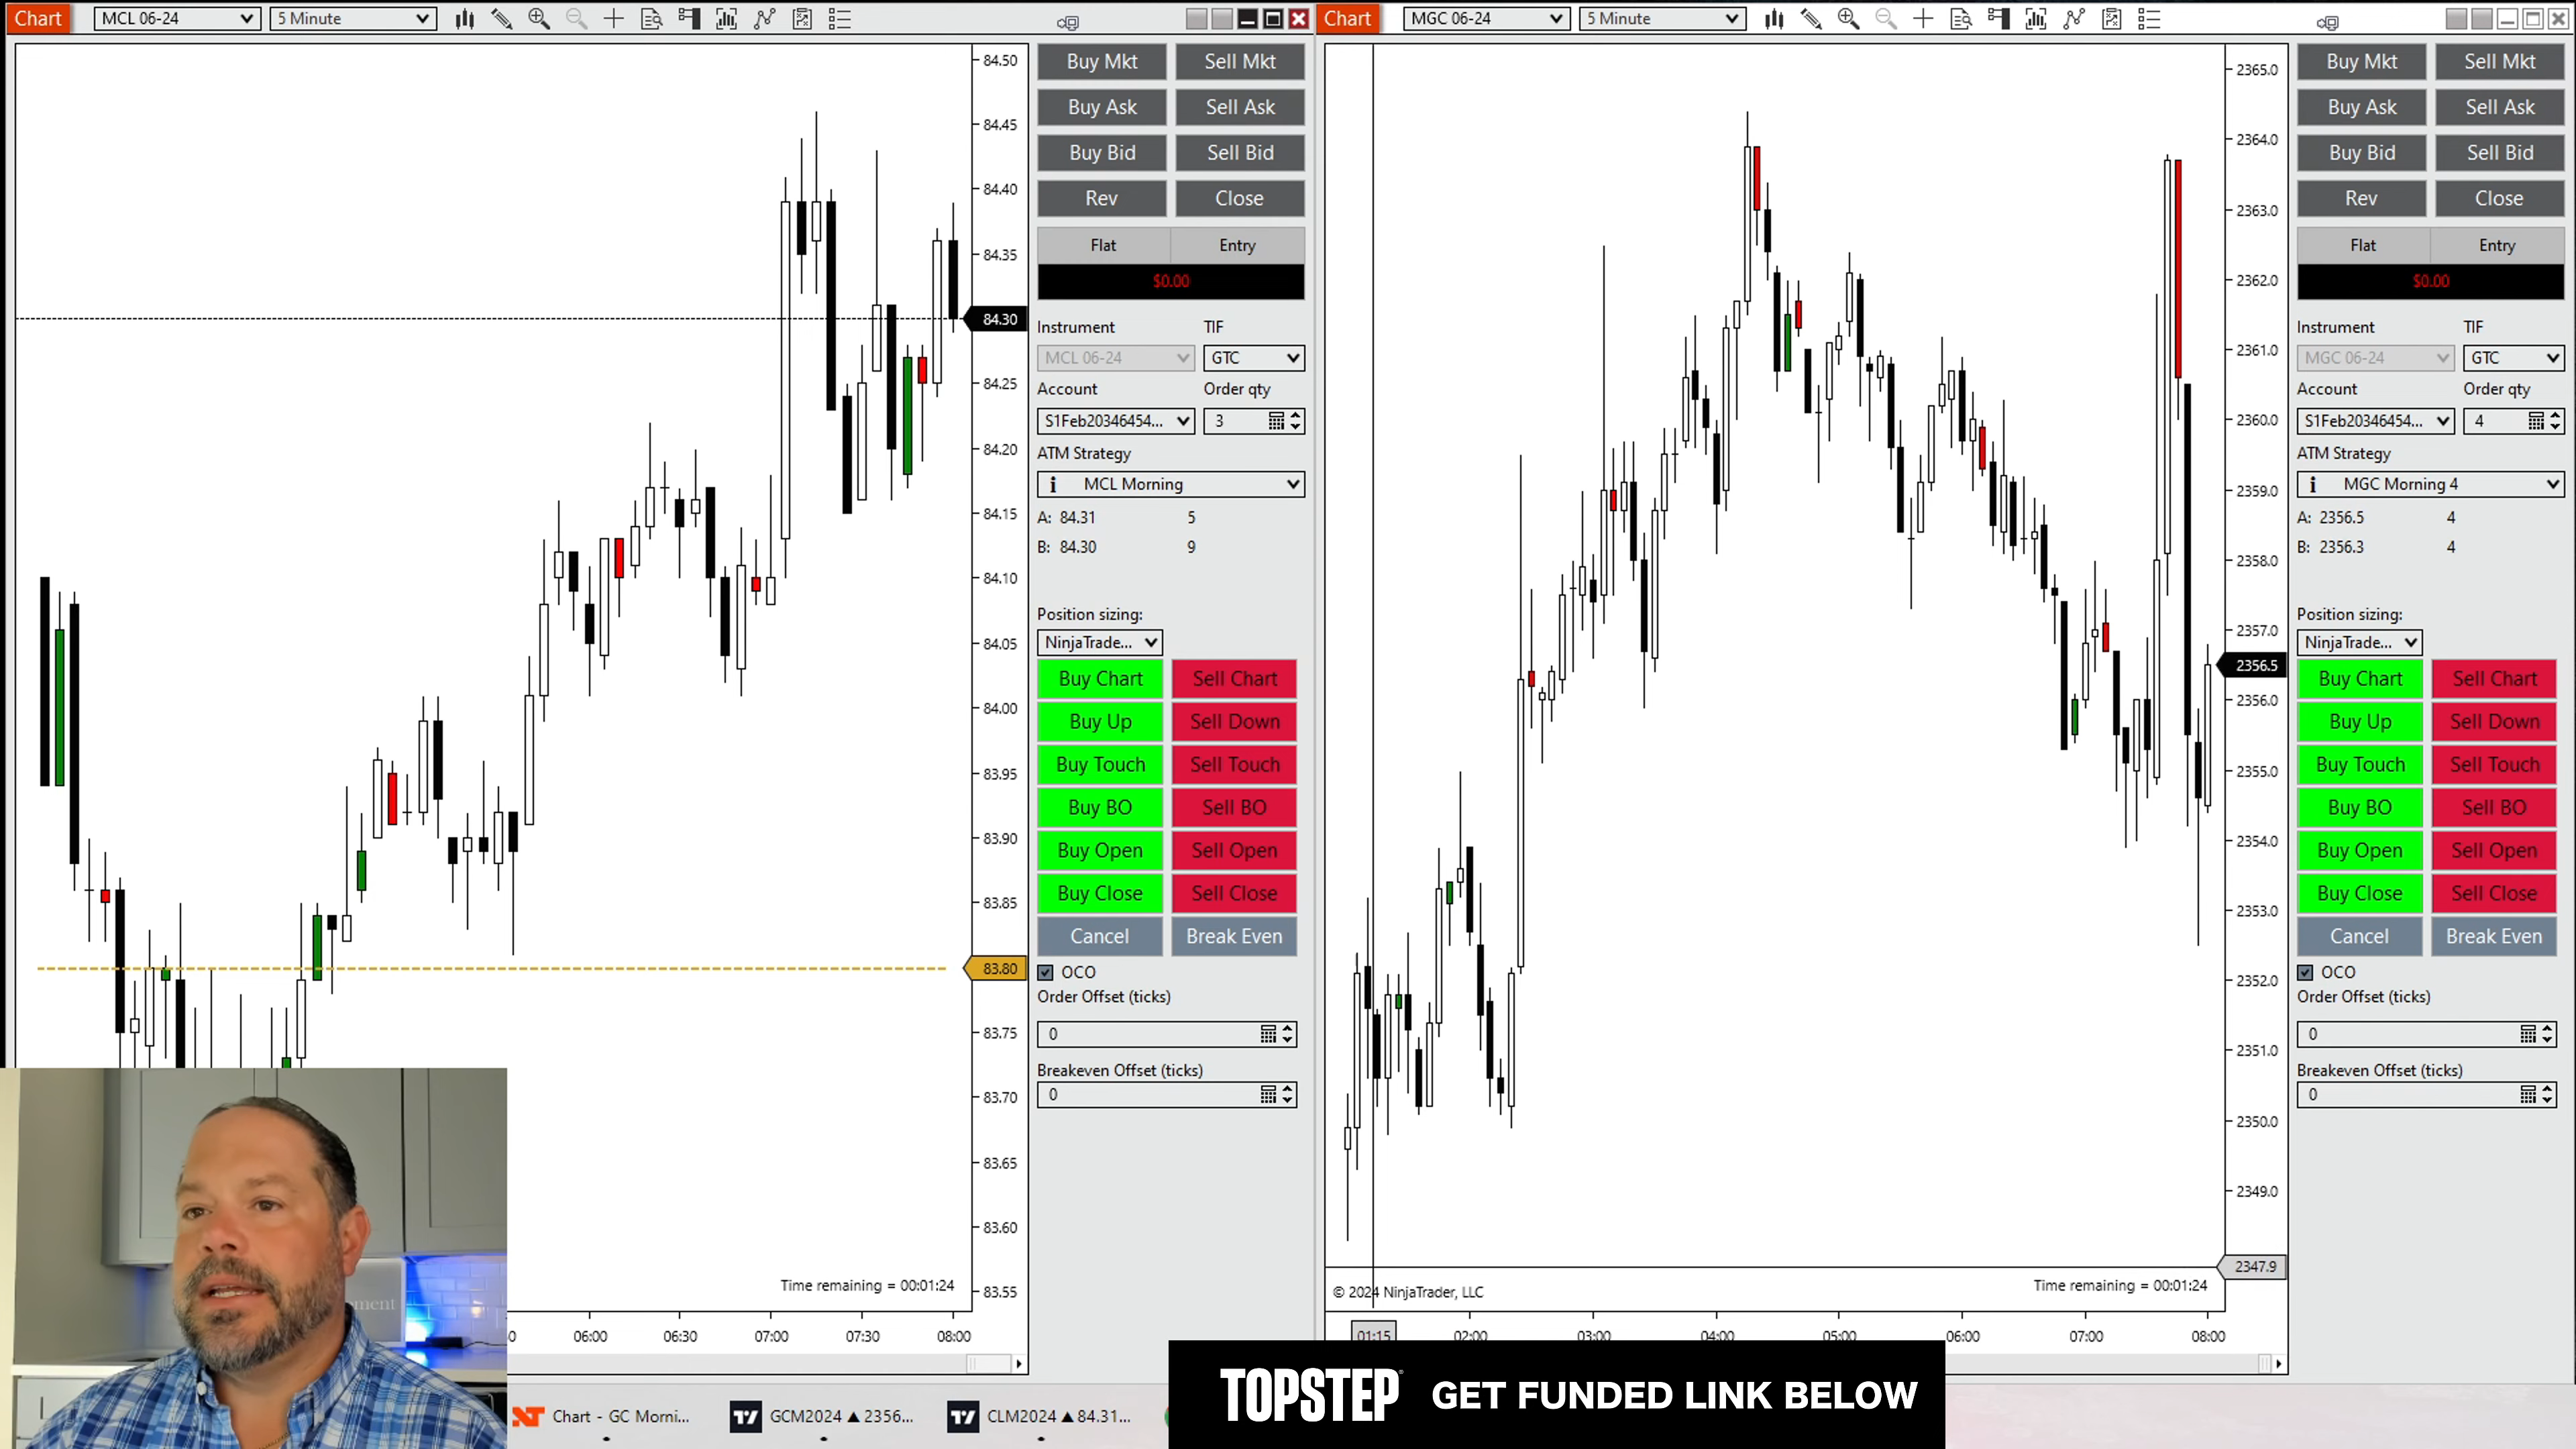 Chart
MCL 06-24
5 Minute
84.50
84.45
84.40
84.35
84.30
84.25
84.20
84.15
84.10
84.05
84.00
83.95
83.90
83.85
83.80
83.75
83.70
83.65
83.60
83.55
Time remaining = 00:01:24
06:00
06:30
07:00
07:30
08:00
Buy Mkt
Sell Mkt
Buy Ask
Sell Ask
Buy Bid
Sell Bid
Rev
Close
Flat
Entry
$0.00
Instrument
TIF
MCL 06-24
GTC
Account
Order qty
S1Feb20346454...
3
ATM Strategy
i MCL Morning
A: 84.31 5
B: 84.30 9
Position sizing:
NinjaTrade...
Buy Chart
Sell Chart
Buy Up
Sell Down
Buy Touch
Sell Touch
Buy BO
Sell BO
Buy Open
Sell Open
Buy Close
Sell Close
Cancel
Break Even
OCO
Order Offset (ticks)
0
Breakeven Offset (ticks)
0
Chart
MGC 06-24
5 Minute
2365.0
2364.0
2363.0
2362.0
2361.0
2360.0
2359.0
2358.0
2357.0
2356.5
2356.0
2355.0
2354.0
2353.0
2352.0
2351.0
2350.0
2349.0
2347.9
© 2024 NinjaTrader, LLC
Time remaining = 00:01:24
01:15
02:00
03:00
04:00
05:00
06:00
07:00
08:00
Buy Mkt
Sell Mkt
Buy Ask
Sell Ask
Buy Bid
Sell Bid
Rev
Close
Flat
Entry
$0.00
Instrument
TIF
MGC 06-24
GTC
Account
Order qty
S1Feb20346454...
4
ATM Strategy
i MGC Morning 4
A: 2356.5 4
B: 2356.3 4
Position sizing:
NinjaTrade...
Buy Chart
Sell Chart
Buy Up
Sell Down
Buy Touch
Sell Touch
Buy BO
Sell BO
Buy Open
Sell Open
Buy Close
Sell Close
Cancel
Break Even
OCO
Order Offset (ticks)
0
Breakeven Offset (ticks)
0
Chart - GC Morni...
GCM2024 ▲ 2356...
CLM2024 ▲ 84.31...
TOPSTEP GET FUNDED LINK BELOW